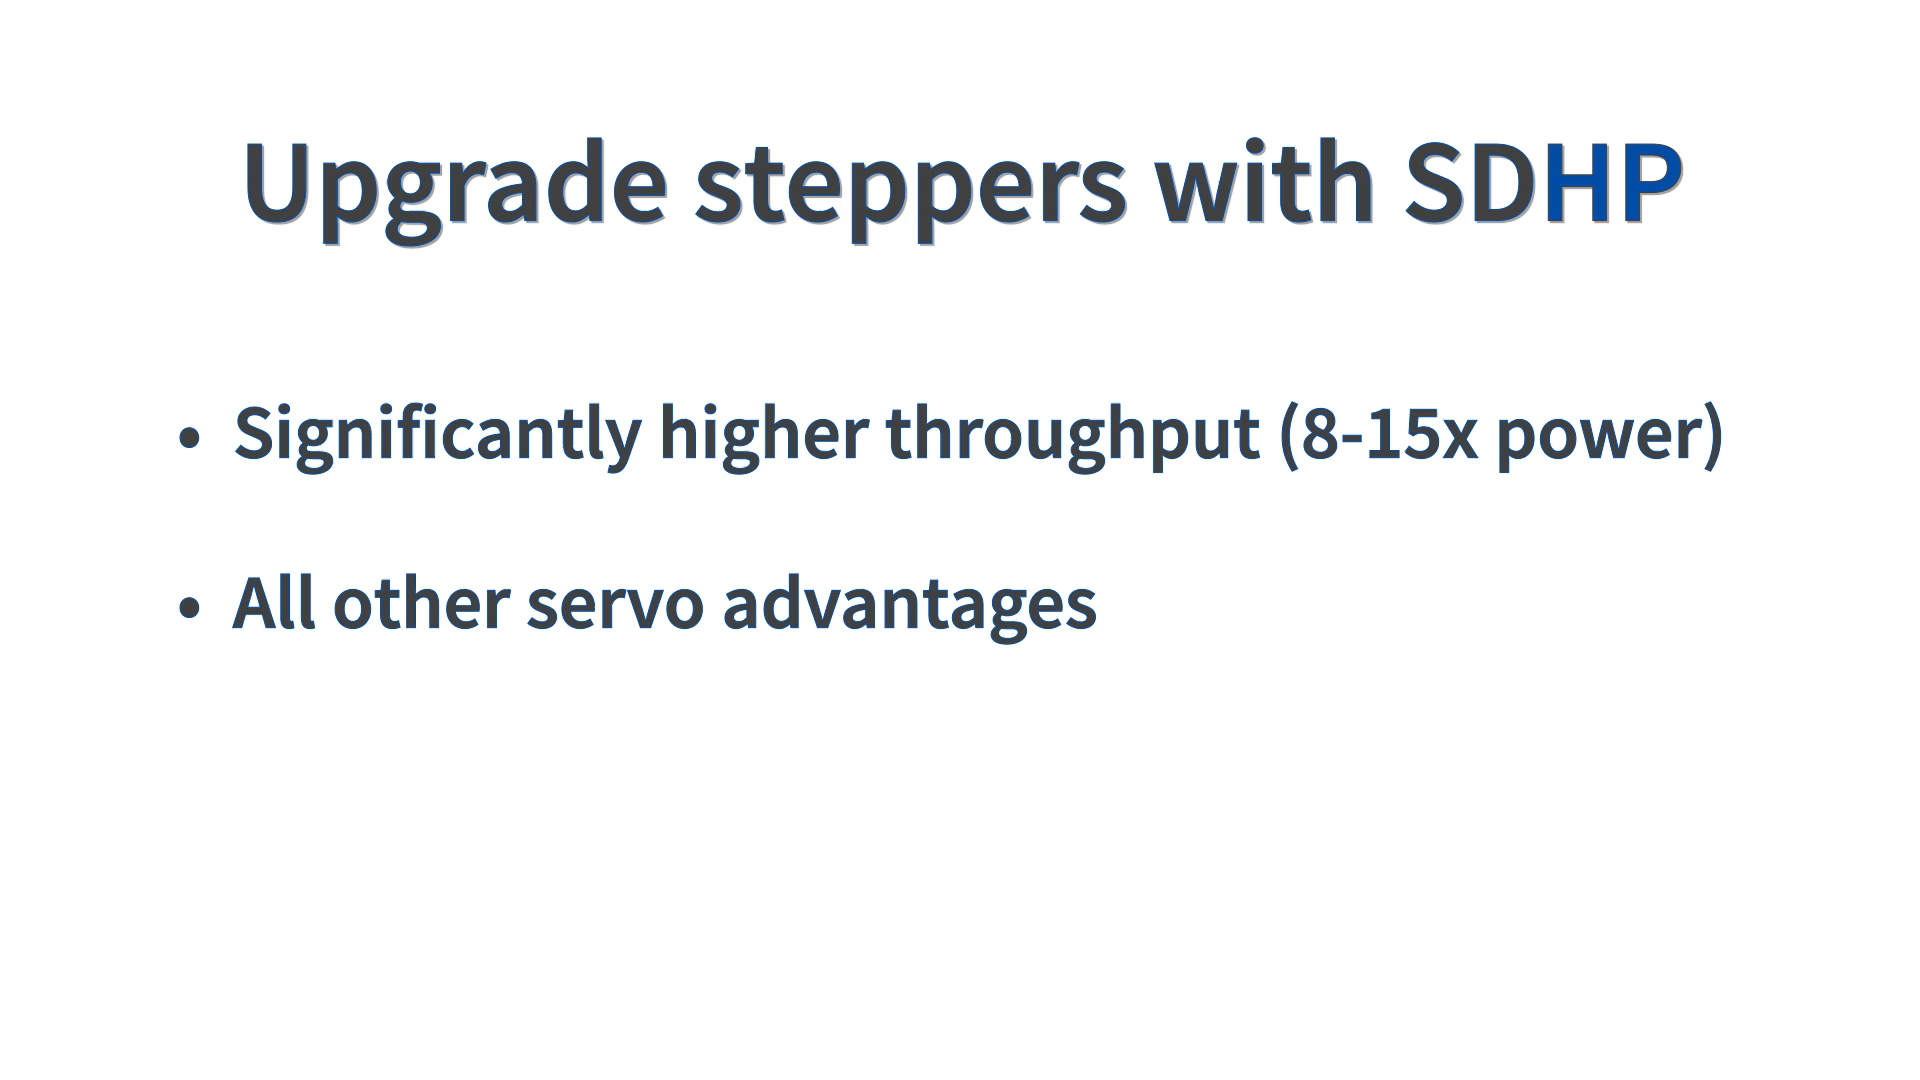 Upgrade steppers with SDHP
• Significantly higher throughput (8-15x power)
• All other servo advantages